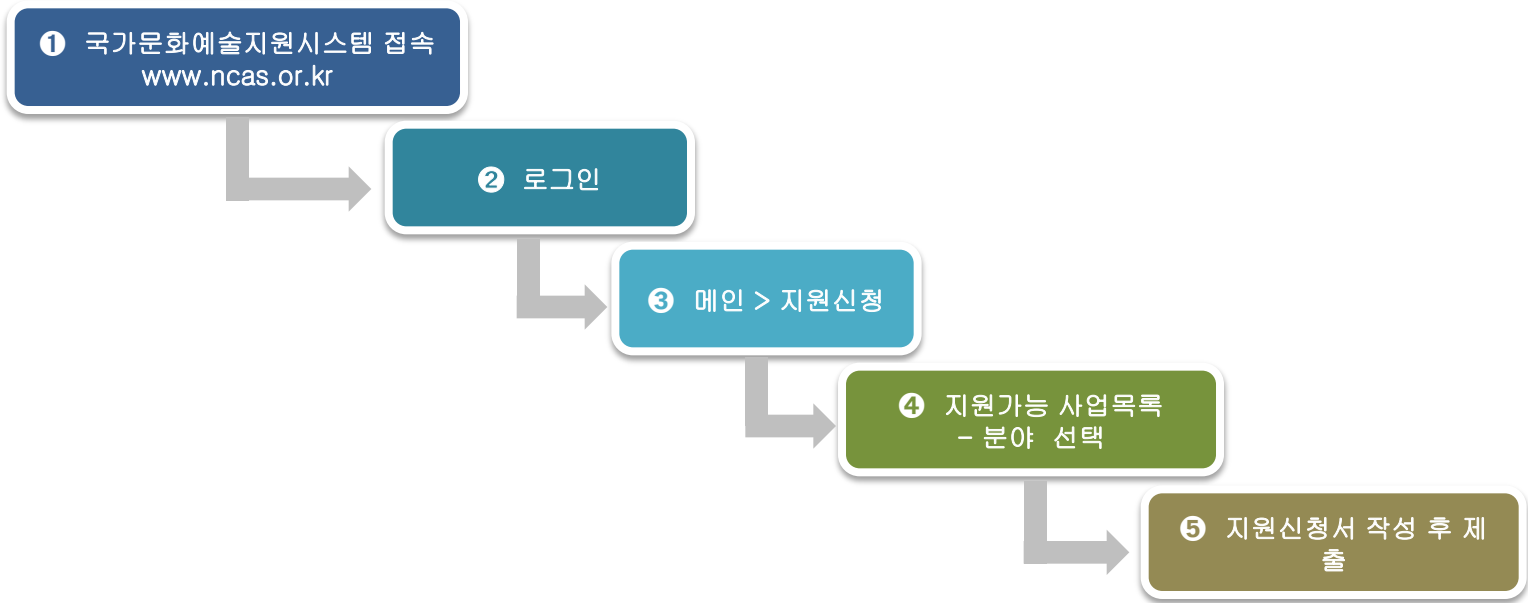 ❶ 국가문화예술지원시스템 접속
www.ncas.or.kr
❷ 로그인
❸ 메인 > 지원신청
❹ 지원가능 사업목록
- 분야 선택
❺ 지원신청서 작성 후 제
출